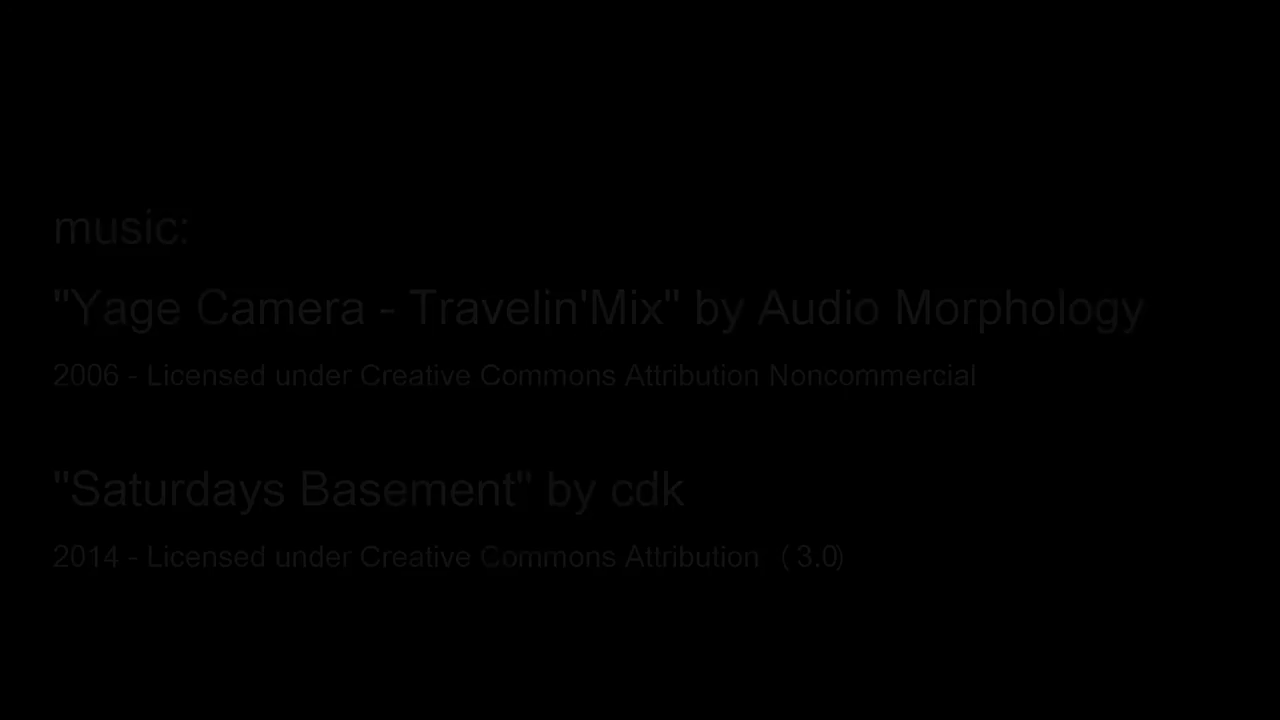 music:
"Yage Camera - Travelin'Mix" by Audio Morphology
2006 - Licensed under Creative Commons Attribution Noncommercial
"Saturdays Basement" by cdk
2014 - Licensed under Creative Commons Attribution (3.0)